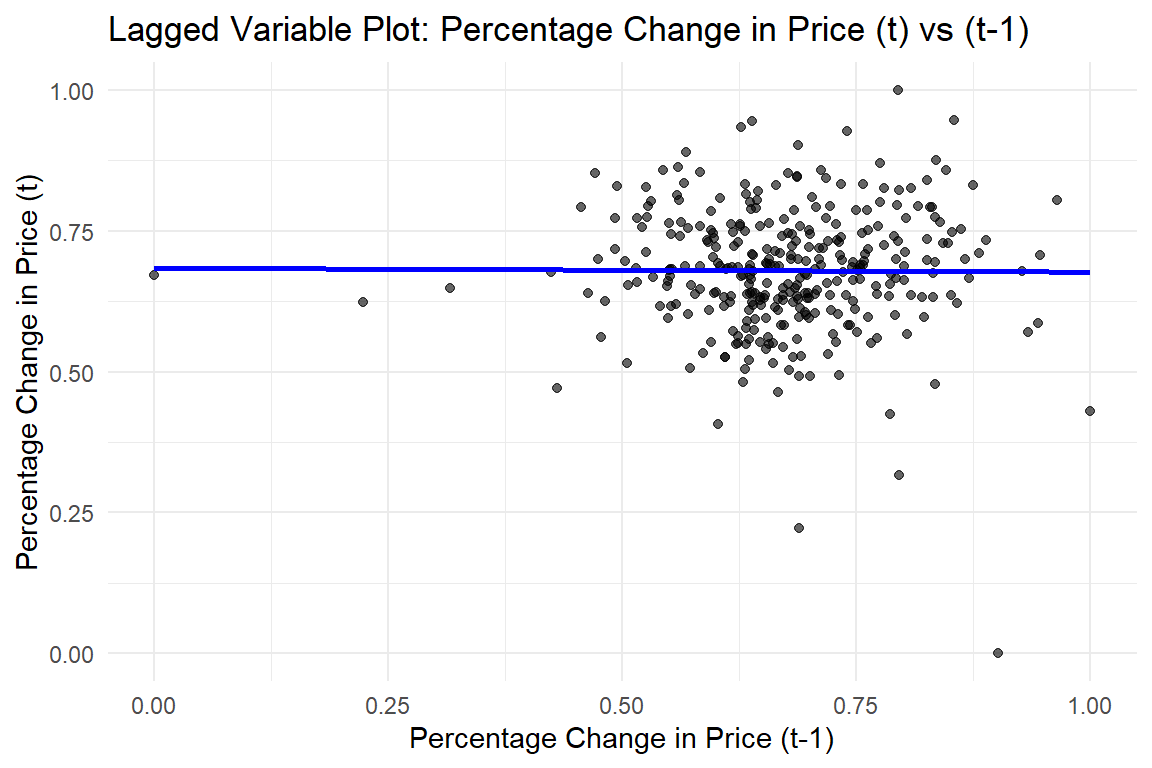 Lagged Variable Plot: Percentage Change in Price (t) vs (t-1)
Percentage Change in Price (t)
1.00
0.75
0.50
0.25
0.00
0.00 0.25 0.50 0.75 1.00
Percentage Change in Price (t-1)